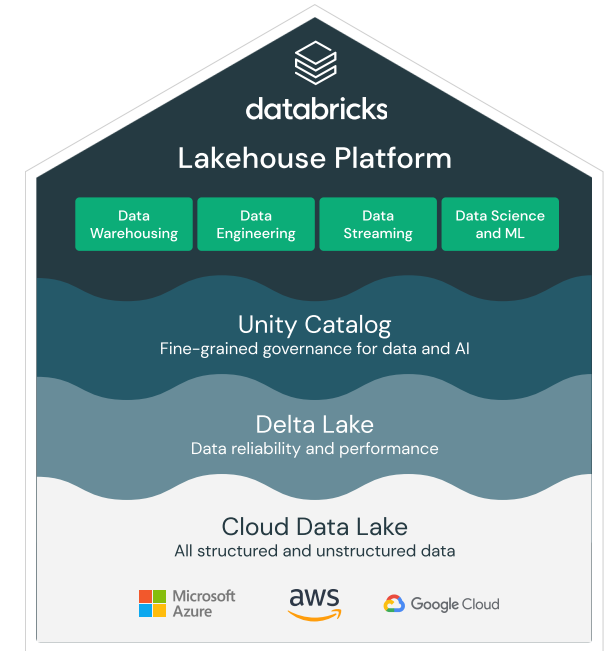 databricks
Lakehouse Platform
Data
Warehousing
Data
Engineering
Data
Streaming
Data Science
and ML
Unity Catalog
Fine-grained governance for data and AI
Delta Lake
Data reliability and performance
Cloud Data Lake
All structured and unstructured data
Microsoft
Azure
aws
Google Cloud